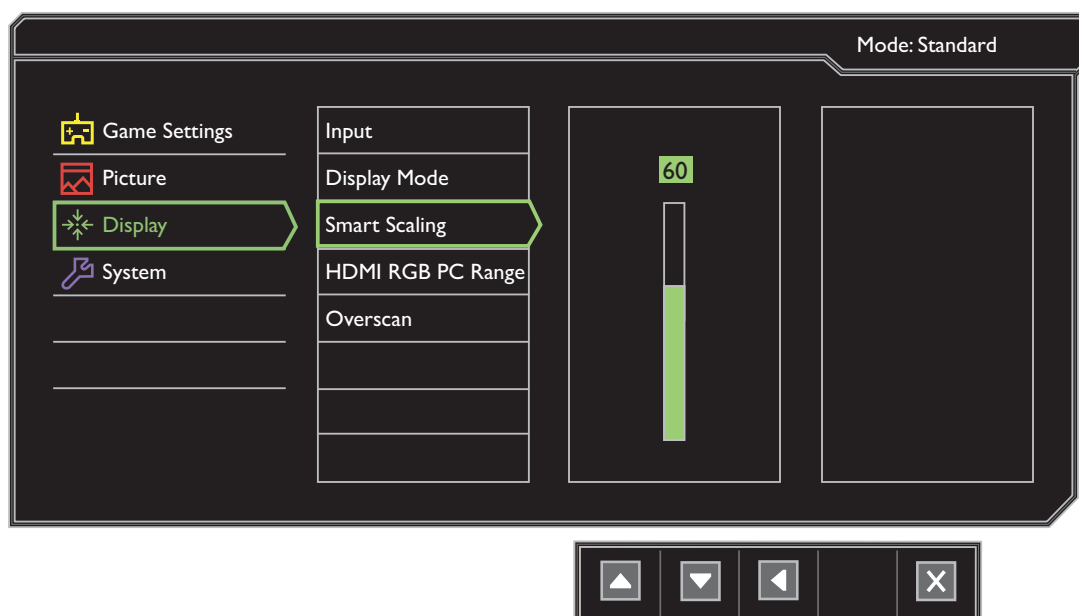 Mode: Standard
Game Settings
Picture
Display
System
Input
Display Mode
Smart Scaling
HDMI RGB PC Range
Overscan
60